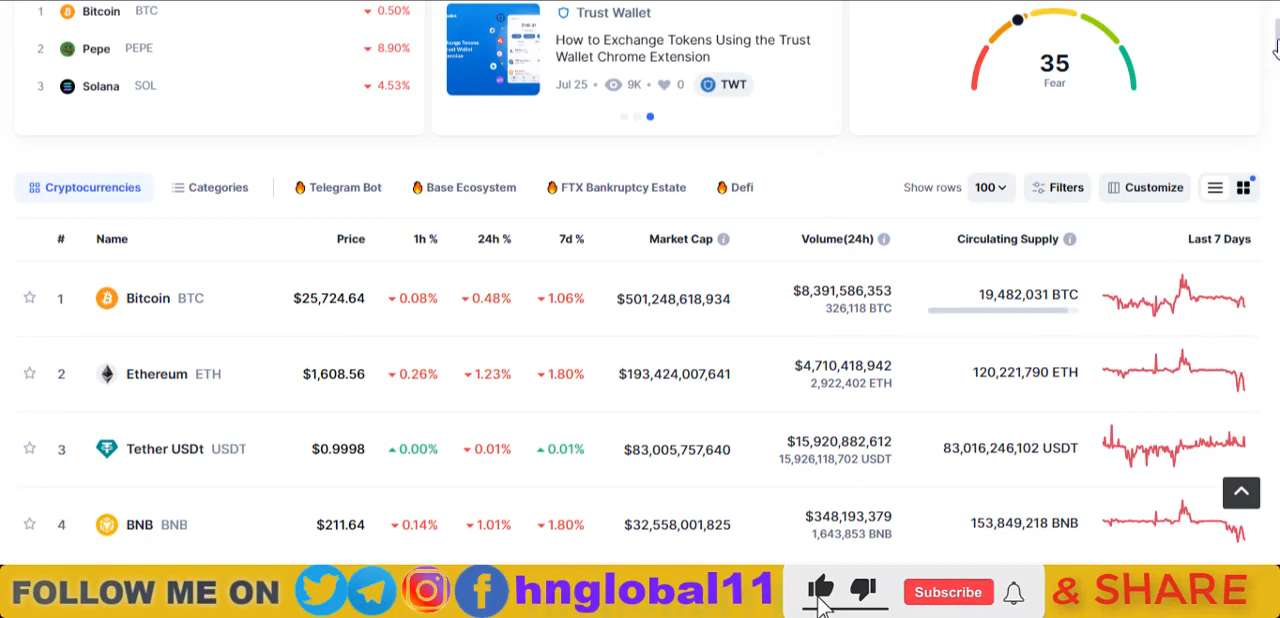 1 Bitcoin BTC 0.50%
2 Pepe PEPE 8.90%
3 Solana SOL 4.53%
Trust Wallet
How to Exchange Tokens Using the Trust
Wallet Chrome Extension
Jul 25 • 9K • 0 TWT
35
Fear
Cryptocurrencies Categories Telegram Bot Base Ecosystem FTX Bankruptcy Estate Defi Show rows 100 Filters Customize
# Name Price 1h % 24h % 7d % Market Cap Volume(24h) Circulating Supply Last 7 Days
1 Bitcoin BTC $25,724.64 0.08% 0.48% 1.06% $501,248,618,934 $8,391,586,353 19,482,031 BTC
326,118 BTC
2 Ethereum ETH $1,608.56 0.26% 1.23% 1.80% $193,424,007,641 $4,710,418,942 120,221,790 ETH
2,922,402 ETH
3 Tether USDt USDT $0.9998 0.00% 0.01% 0.01% $83,005,757,640 $15,920,882,612 83,016,246,102 USDT
15,926,118,702 USDT
4 BNB BNB $211.64 0.14% 1.01% 1.80% $32,558,001,825 $348,193,379 153,849,218 BNB
1,643,853 BNB
FOLLOW ME ON hnglobal11 Subscribe & SHARE